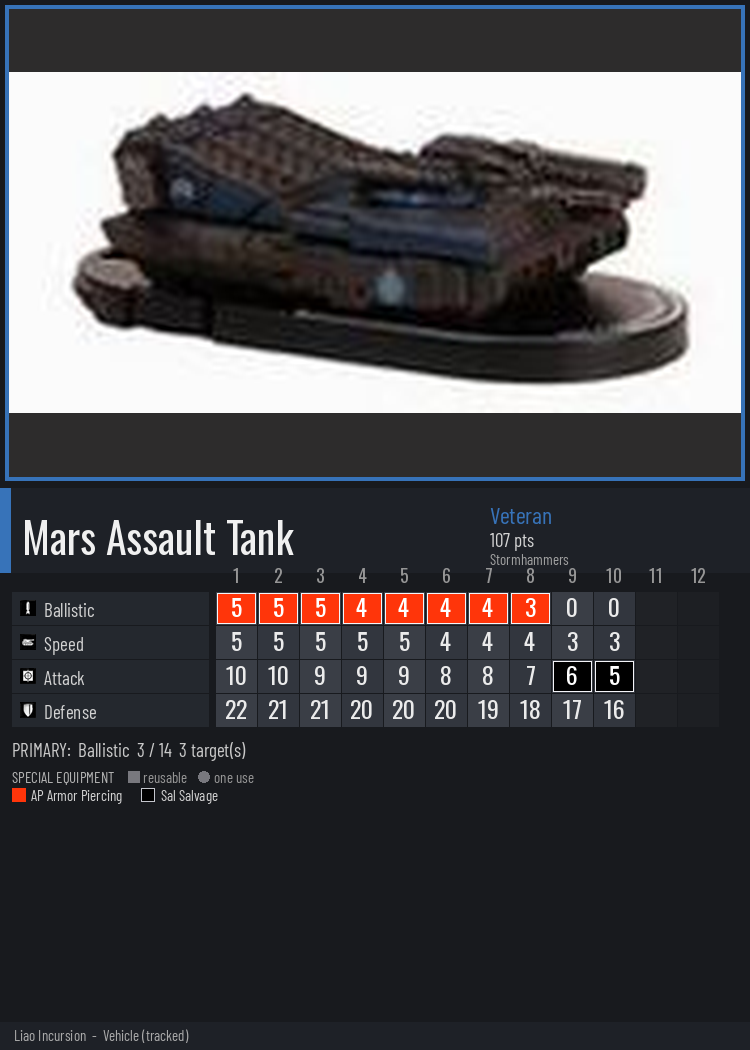 Mars Assault Tank
Veteran
107 pts
Stormhammers
1 2 3 4 5 6 7 8 9 10 11 12
Ballistic 5 5 5 4 4 4 4 3 0 0
Speed 5 5 5 5 5 4 4 4 3 3
Attack 10 10 9 9 9 8 8 7 6 5
Defense 22 21 21 20 20 20 19 18 17 16
PRIMARY: Ballistic 3 / 14 3 target(s)
SPECIAL EQUIPMENT reusable one use
AP Armor Piercing Sal Salvage
Liao Incursion - Vehicle (tracked)